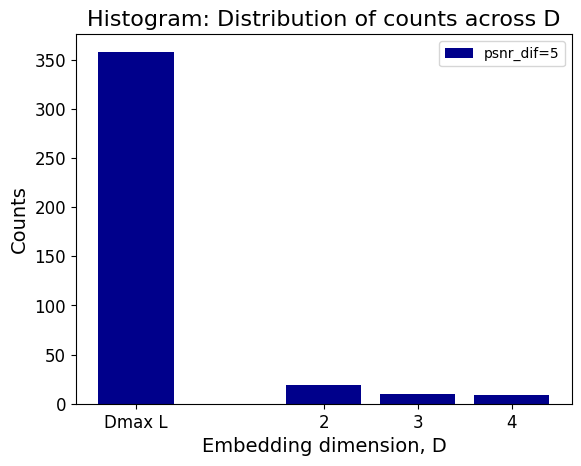 Histogram: Distribution of counts across D
psnr_dif=5
Counts
350
300
250
200
150
100
50
0
Dmax L 2 3 4
Embedding dimension, D